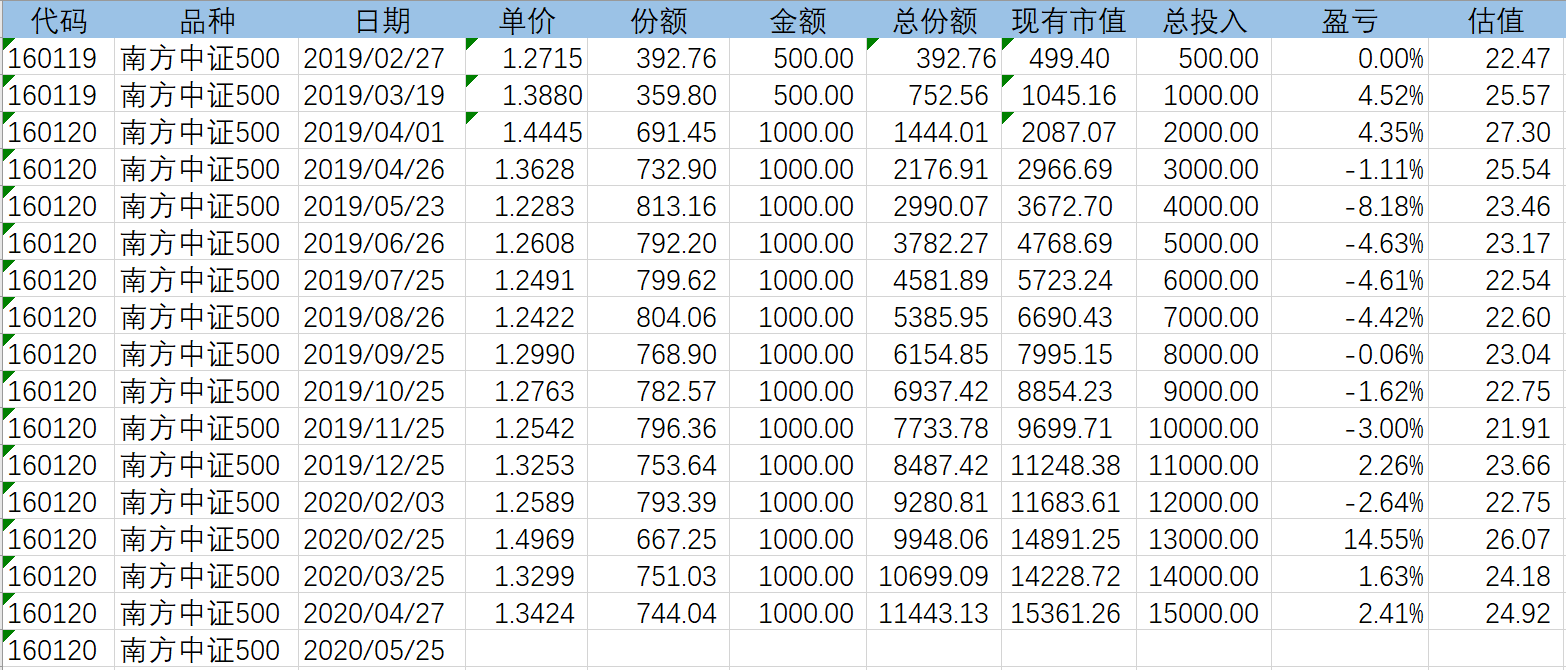 代码 品种 日期 单价 份额 金额 总份额 现有市值 总投入 盈亏 估值
160119 南方中证500 2019/02/27 1.2715 392.76 500.00 392.76 499.40 500.00 0.00% 22.47
160119 南方中证500 2019/03/19 1.3880 359.80 500.00 752.56 1045.16 1000.00 4.52% 25.57
160120 南方中证500 2019/04/01 1.4445 691.45 1000.00 1444.01 2087.07 2000.00 4.35% 27.30
160120 南方中证500 2019/04/26 1.3628 732.90 1000.00 2176.91 2966.69 3000.00 -1.11% 25.54
160120 南方中证500 2019/05/23 1.2283 813.16 1000.00 2990.07 3672.70 4000.00 -8.18% 23.46
160120 南方中证500 2019/06/26 1.2608 792.20 1000.00 3782.27 4768.69 5000.00 -4.63% 23.17
160120 南方中证500 2019/07/25 1.2491 799.62 1000.00 4581.89 5723.24 6000.00 -4.61% 22.54
160120 南方中证500 2019/08/26 1.2422 804.06 1000.00 5385.95 6690.43 7000.00 -4.42% 22.60
160120 南方中证500 2019/09/25 1.2990 768.90 1000.00 6154.85 7995.15 8000.00 -0.06% 23.04
160120 南方中证500 2019/10/25 1.2763 782.57 1000.00 6937.42 8854.23 9000.00 -1.62% 22.75
160120 南方中证500 2019/11/25 1.2542 796.36 1000.00 7733.78 9699.71 10000.00 -3.00% 21.91
160120 南方中证500 2019/12/25 1.3253 753.64 1000.00 8487.42 11248.38 11000.00 2.26% 23.66
160120 南方中证500 2020/02/03 1.2589 793.39 1000.00 9280.81 11683.61 12000.00 -2.64% 22.75
160120 南方中证500 2020/02/25 1.4969 667.25 1000.00 9948.06 14891.25 13000.00 14.55% 26.07
160120 南方中证500 2020/03/25 1.3299 751.03 1000.00 10699.09 14228.72 14000.00 1.63% 24.18
160120 南方中证500 2020/04/27 1.3424 744.04 1000.00 11443.13 15361.26 15000.00 2.41% 24.92
160120 南方中证500 2020/05/25